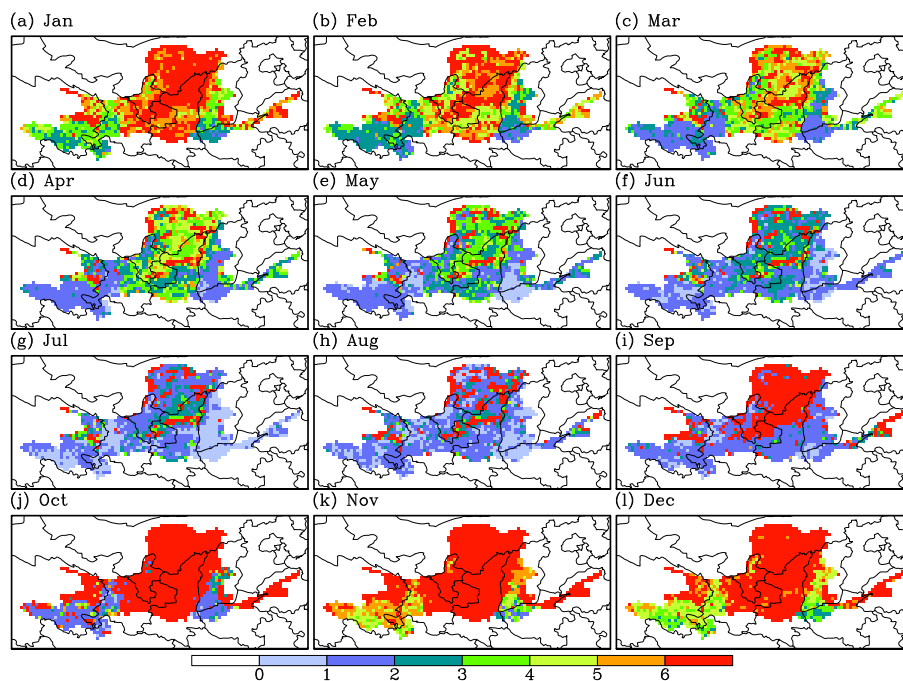 (a) Jan
(b) Feb
(c) Mar
(d) Apr
(e) May
(f) Jun
(g) Jul
(h) Aug
(i) Sep
(j) Oct
(k) Nov
(l) Dec
0 1 2 3 4 5 6